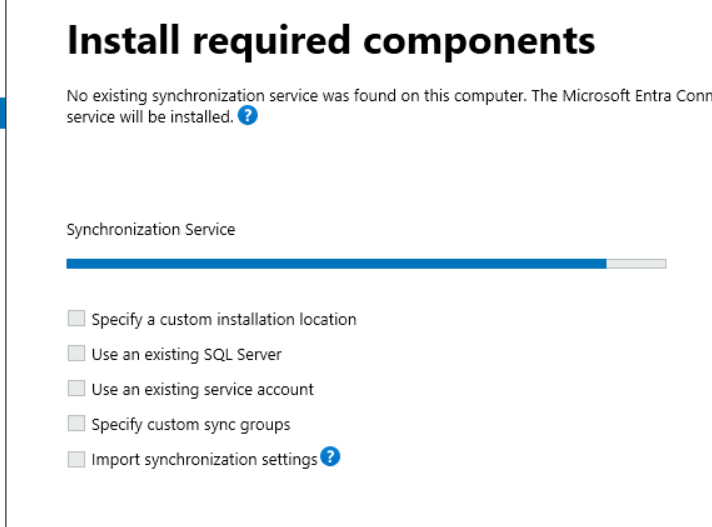 Install required components
No existing synchronization service was found on this computer. The Microsoft Entra
service will be installed. ?
Synchronization Service
Specify a custom installation location
Use an existing SQL Server
Use an existing service account
Specify custom sync groups
Import synchronization settings ?